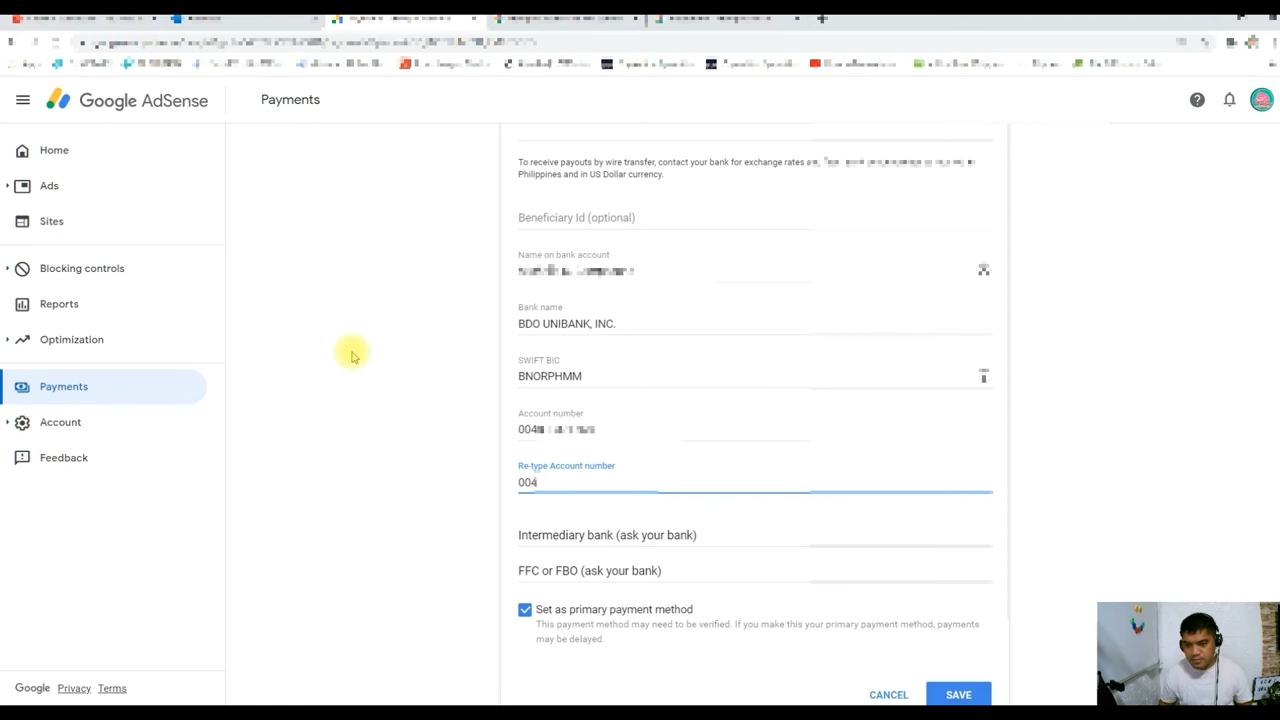 Google AdSense
Payments
Home
Ads
Sites
Blocking controls
Reports
Optimization
Payments
Account
Feedback
Google Privacy Terms
To receive payouts by wire transfer, contact your bank for exchange rates
Philippines and in US Dollar currency.
Beneficiary Id (optional)
Name on bank account
Bank name
BDO UNIBANK, INC.
SWIFT BIC
BNORPHMM
Account number
004
Re-type Account number
004
Intermediary bank (ask your bank)
FFC or FBO (ask your bank)
Set as primary payment method
This payment method may need to be verified. If you make this your primary payment method, payments
may be delayed.
CANCEL
SAVE